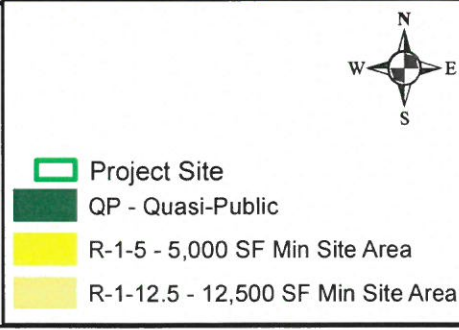 N
W E
S
Project Site
QP - Quasi-Public
R-1-5 - 5,000 SF Min Site Area
R-1-12.5 - 12,500 SF Min Site Area